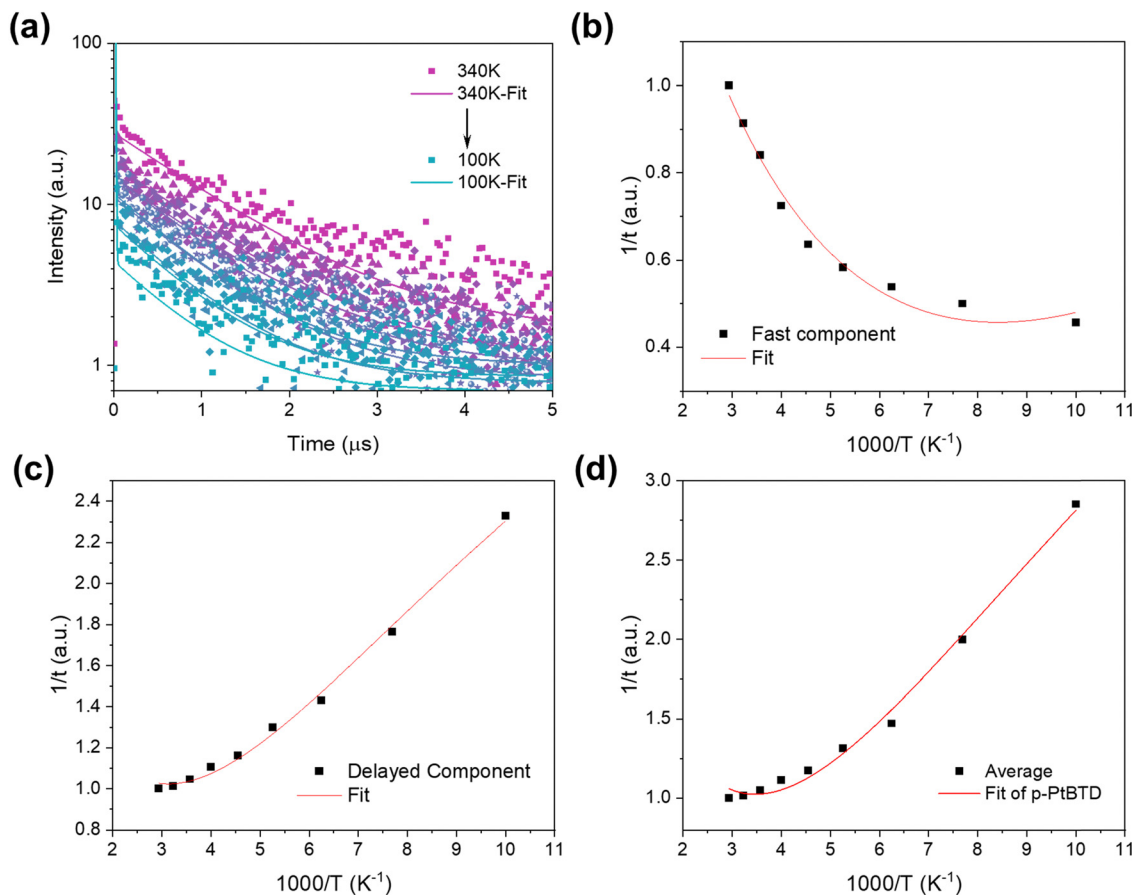 (a)
100
10
1
Intensity (a.u.)
340K
340K-Fit
100K
100K-Fit
0 1 2 3 4 5
Time (μs)
(b)
1.0
0.8
0.6
0.4
1/t (a.u.)
Fast component
Fit
2 3 4 5 6 7 8 9 10 11
1000/T (K⁻¹)
(c)
2.4
2.2
2.0
1.8
1.6
1.4
1.2
1.0
0.8
1/t (a.u.)
Delayed Component
Fit
2 3 4 5 6 7 8 9 10 11
1000/T (K⁻¹)
(d)
3.0
2.5
2.0
1.5
1.0
1/t (a.u.)
Average
Fit of p-PtBTD
2 3 4 5 6 7 8 9 10 11
1000/T (K⁻¹)